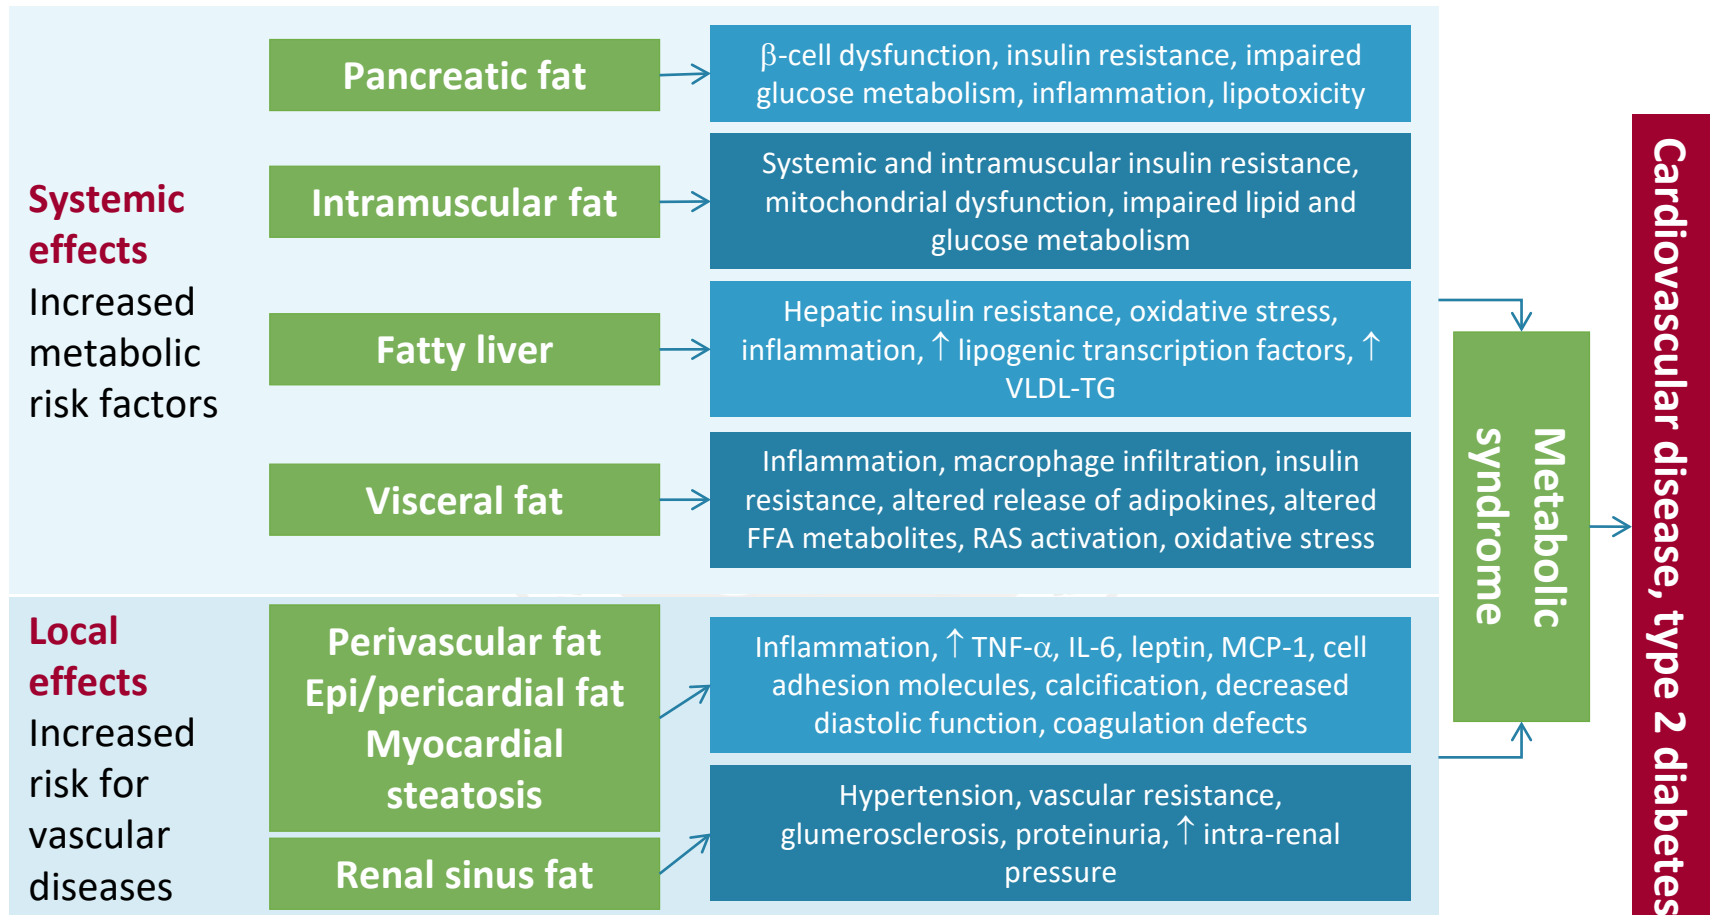 Systemic
effects
Increased
metabolic
risk factors
Pancreatic fat
β-cell dysfunction, insulin resistance, impaired
glucose metabolism, inflammation, lipotoxicity
Intramuscular fat
Systemic and intramuscular insulin resistance,
mitochondrial dysfunction, impaired lipid and
glucose metabolism
Fatty liver
Hepatic insulin resistance, oxidative stress,
inflammation, ↑ lipogenic transcription factors, ↑
VLDL-TG
Visceral fat
Inflammation, macrophage infiltration, insulin
resistance, altered release of adipokines, altered
FFA metabolites, RAS activation, oxidative stress
Local
effects
Increased
risk for
vascular
diseases
Perivascular fat
Epi/pericardial fat
Myocardial
steatosis
Inflammation, ↑ TNF-α, IL-6, leptin, MCP-1, cell
adhesion molecules, calcification, decreased
diastolic function, coagulation defects
Renal sinus fat
Hypertension, vascular resistance,
glumerosclerosis, proteinuria, ↑ intra-renal
pressure
Metabolic
syndrome
Cardiovascular disease, type 2 diabetes